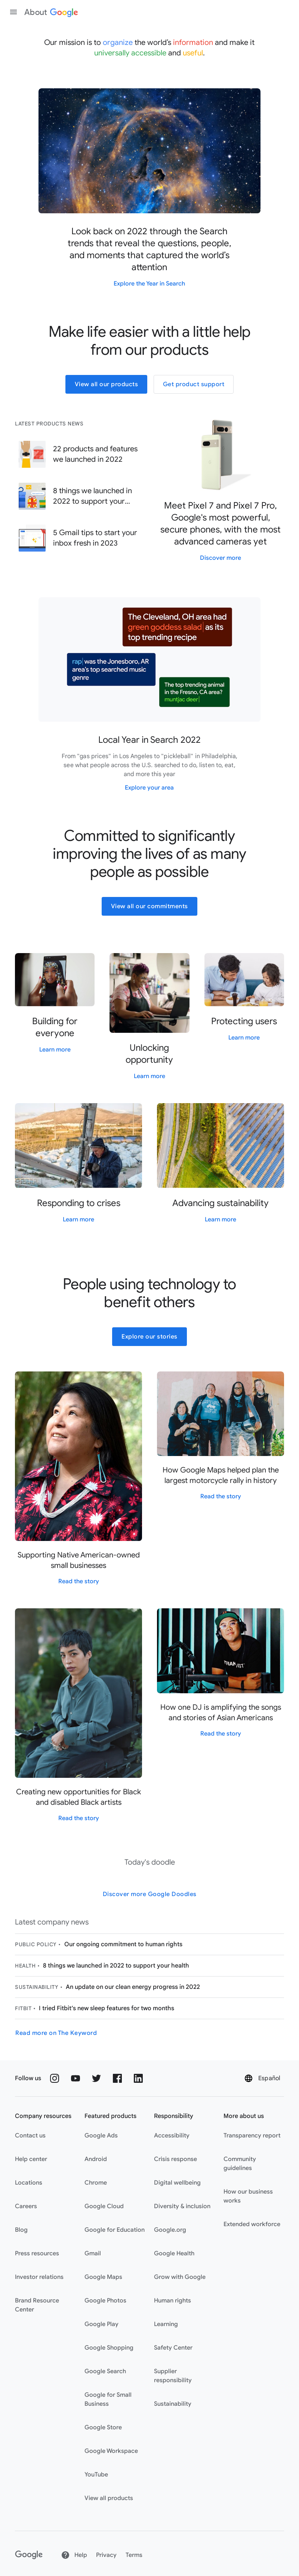 About Google
Our mission is to organize the world's information and make it
universally accessible and useful.
Look back on 2022 through the Search
trends that reveal the questions, people,
and moments that captured the world's
attention
Explore the Year in Search
Make life easier with a little help
from our products
View all our products
Get product support
LATEST PRODUCTS NEWS
22 products and features
we launched in 2022
8 things we launched in
2022 to support your...
5 Gmail tips to start your
inbox fresh in 2023
Meet Pixel 7 and Pixel 7 Pro,
Google's most powerful,
secure phones, with the most
advanced cameras yet
Discover more
The Cleveland, OH area had
green goddess salad as its
top trending recipe
rap was the Jonesboro, AR
area's top searched music
genre
The top trending animal
in the Fresno, CA area?
muntjac deer
Local Year in Search 2022
From "gas prices" in Los Angeles to "pickleball" in Philadelphia,
see what people across the U.S. searched to do, listen to, eat,
and more this year
Explore your area
Committed to significantly
improving the lives of as many
people as possible
View all our commitments
Building for
everyone
Learn more
Unlocking
opportunity
Learn more
Protecting users
Learn more
Responding to crises
Learn more
Advancing sustainability
Learn more
People using technology to
benefit others
Explore our stories
Supporting Native American-owned
small businesses
Read the story
How Google Maps helped plan the
largest motorcycle rally in history
Read the story
Creating new opportunities for Black
and disabled Black artists
Read the story
How one DJ is amplifying the songs
and stories of Asian Americans
Read the story
Today's doodle
Discover more Google Doodles
Latest company news
PUBLIC POLICY • Our ongoing commitment to human rights
HEALTH • 8 things we launched in 2022 to support your health
SUSTAINABILITY • An update on our clean energy progress in 2022
FITBIT • I tried Fitbit's new sleep features for two months
Read more on The Keyword
Follow us
Español
Company resources
Contact us
Help center
Locations
Careers
Blog
Press resources
Investor relations
Brand Resource
Center
Featured products
Google Ads
Android
Chrome
Google Cloud
Google for Education
Gmail
Google Maps
Google Photos
Google Play
Google Shopping
Google Search
Google for Small
Business
Google Store
Google Workspace
YouTube
View all products
Responsibility
Accessibility
Crisis response
Digital wellbeing
Diversity & inclusion
Google.org
Google Health
Grow with Google
Human rights
Learning
Safety Center
Supplier
responsibility
Sustainability
More about us
Transparency report
Community
guidelines
How our business
works
Extended workforce
Google
Help
Privacy
Terms